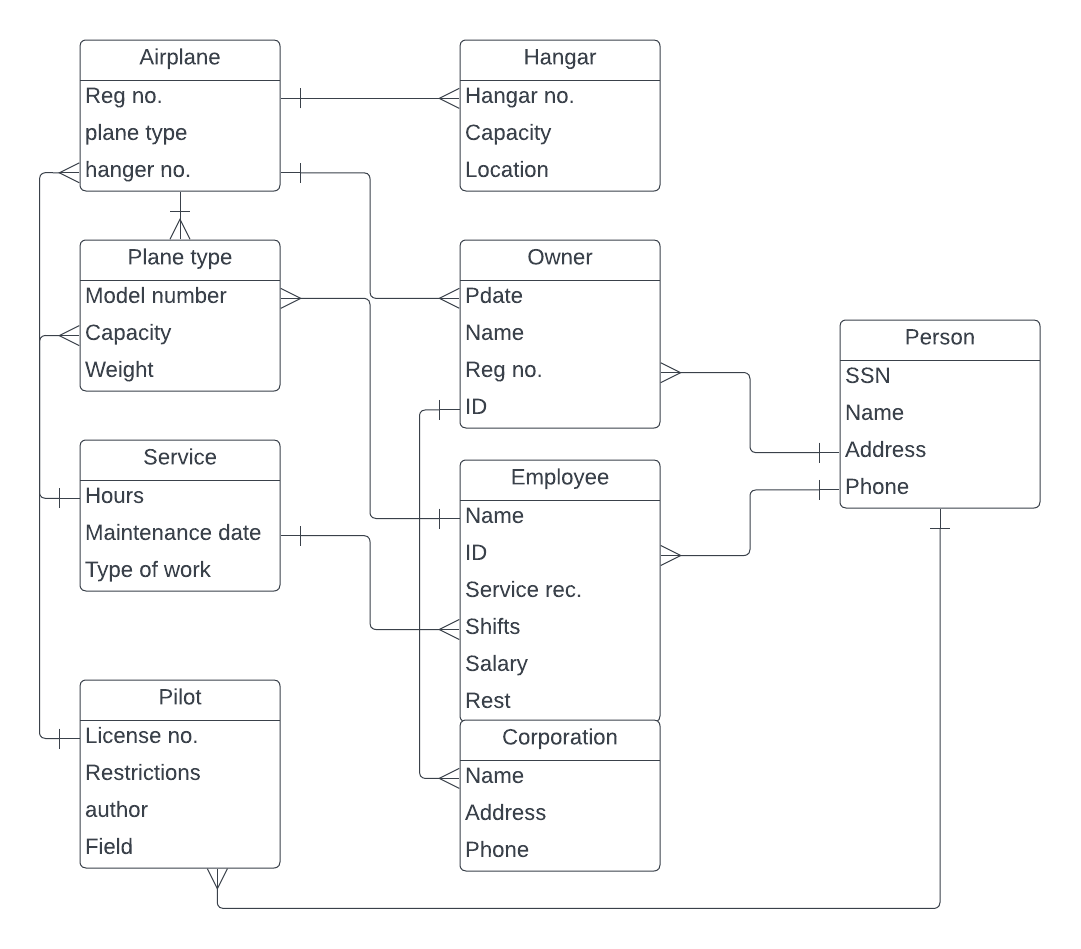 Airplane
Reg no.
plane type
hanger no.
Hangar
Hangar no.
Capacity
Location
Plane type
Model number
Capacity
Weight
Owner
Pdate
Name
Reg no.
ID
Person
SSN
Name
Address
Phone
Service
Hours
Maintenance date
Type of work
Employee
Name
ID
Service rec.
Shifts
Salary
Rest
Pilot
License no.
Restrictions
author
Field
Corporation
Name
Address
Phone